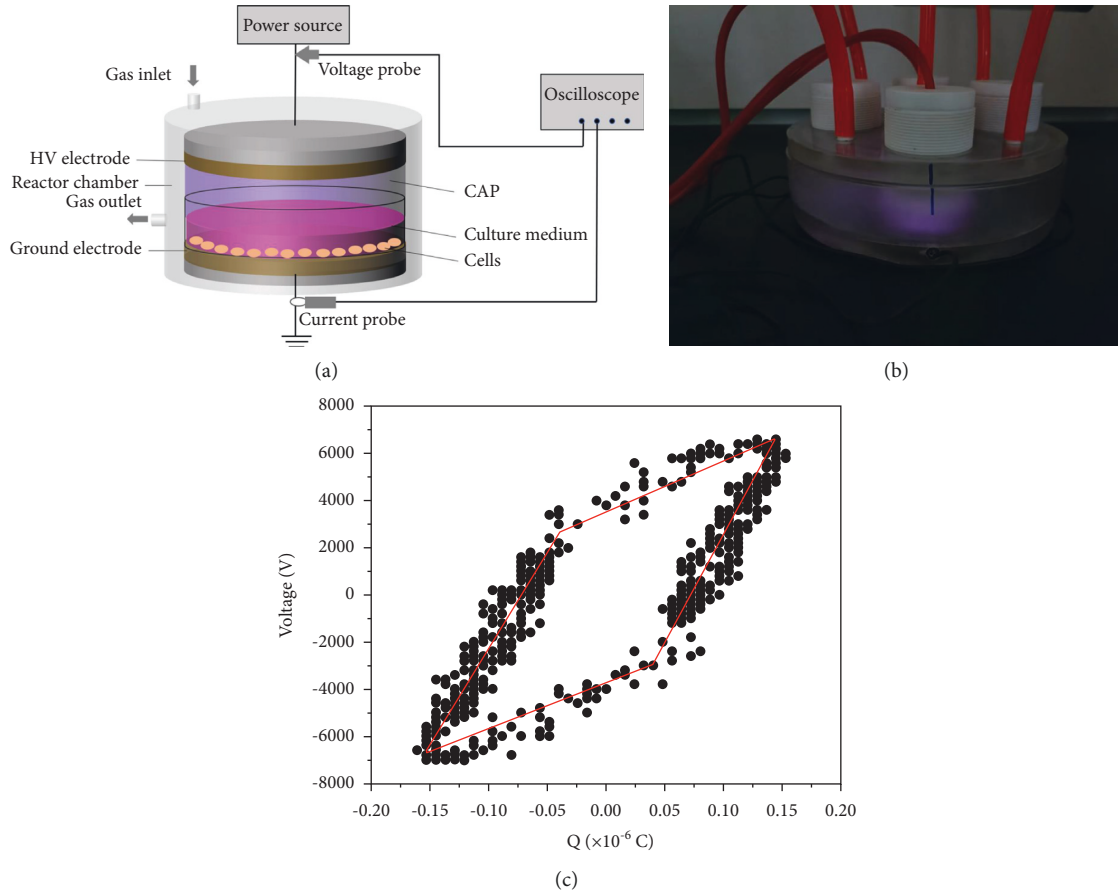 Power source
Gas inlet
Voltage probe
Oscilloscope
HV electrode
Reactor chamber
CAP
Gas outlet
Culture medium
Ground electrode
Cells
Current probe
(a)
(b)
8000
6000
4000
2000
0
-2000
-4000
-6000
-8000
Voltage (V)
-0.20
-0.15
-0.10
-0.05
0.00
0.05
0.10
0.15
0.20
Q (×10⁻⁶ C)
(c)